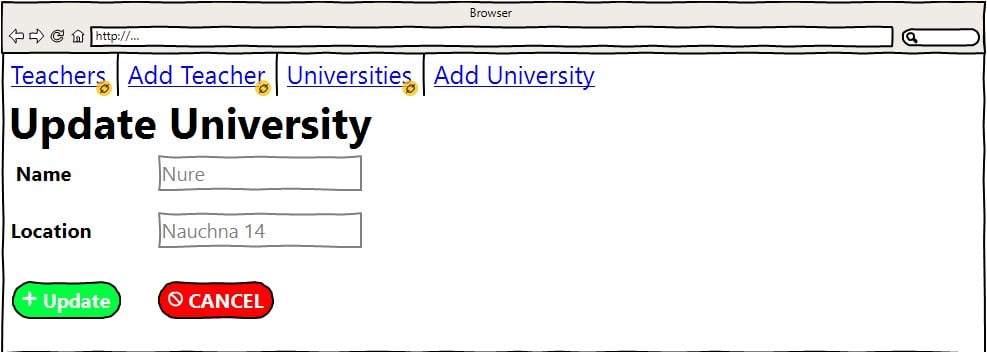 Browser
http://...
Teachers Add Teacher Universities Add University
Update University
Name Nure
Location Nauchna 14
Update CANCEL